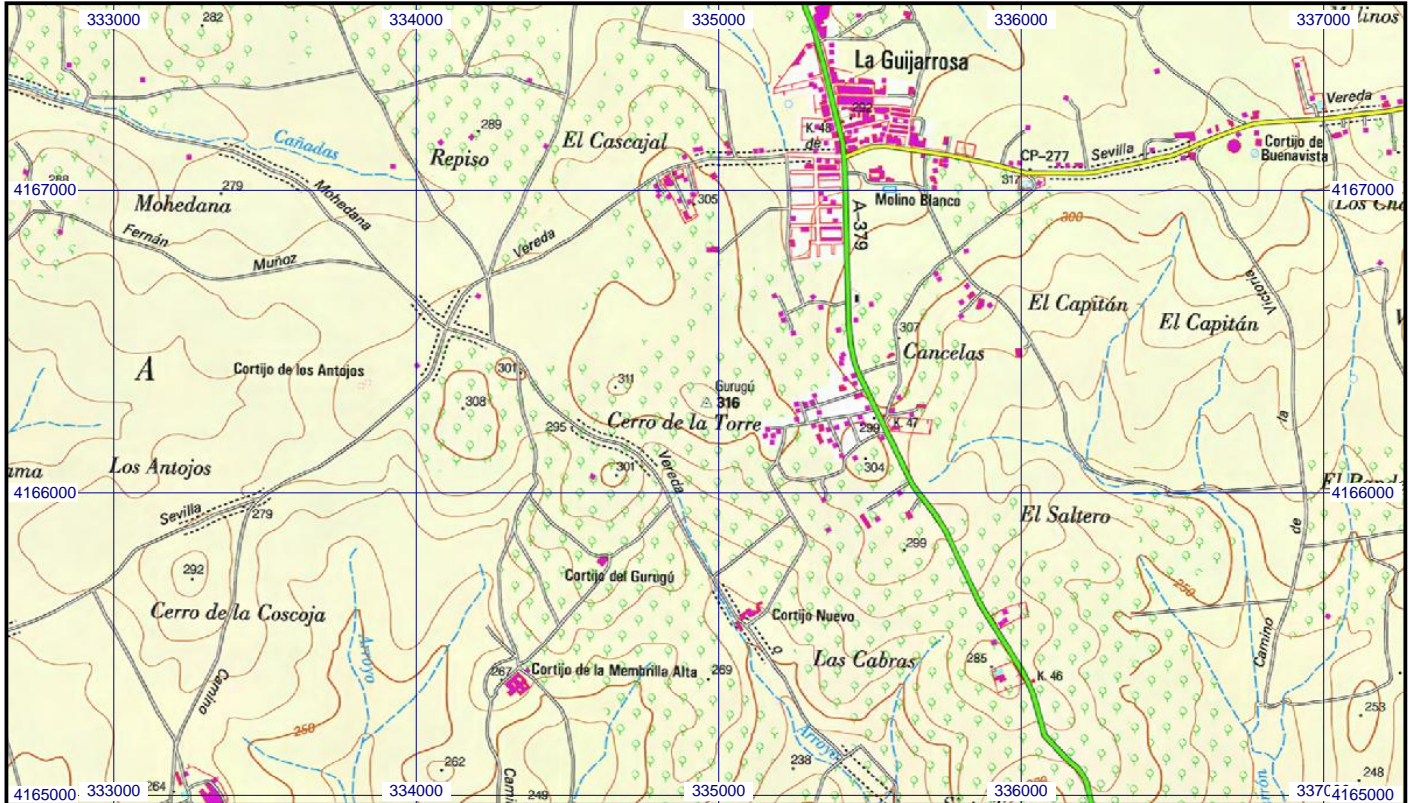 333000
334000
335000
336000
337000
282
La Guijarrosa
292
K. 48
de
Vereda
Cañadas
289
Repiso
El Cascajal
CP-277
Sevilla
Cortijo de
Buenavista
288
4167000
279
Mohedana
Mohedana
305
Molino Blanco
317
4167000
300
Fernán
Muñoz
Vereda
A-379
El Capitán
El Capitán
Victoria
307
Cancelas
A
Cortijo de los Antojos
301
311
Gurugú
316
308
Cerro de la Torre
295
299
K. 47
la
Los Antojos
301
Vereda
304
4166000
4166000
Sevilla
279
El Saltero
de
299
292
Cortijo del Gurugú
250
Cerro de la Coscoja
Cortijo Nuevo
Arroyo
Las Cabras
Camino
267
Cortijo de la Membrilla Alta
269
285
K. 46
Camino
253
250
Arroyo
262
238
264
249
248
4165000
333000
334000
335000
336000
4165000